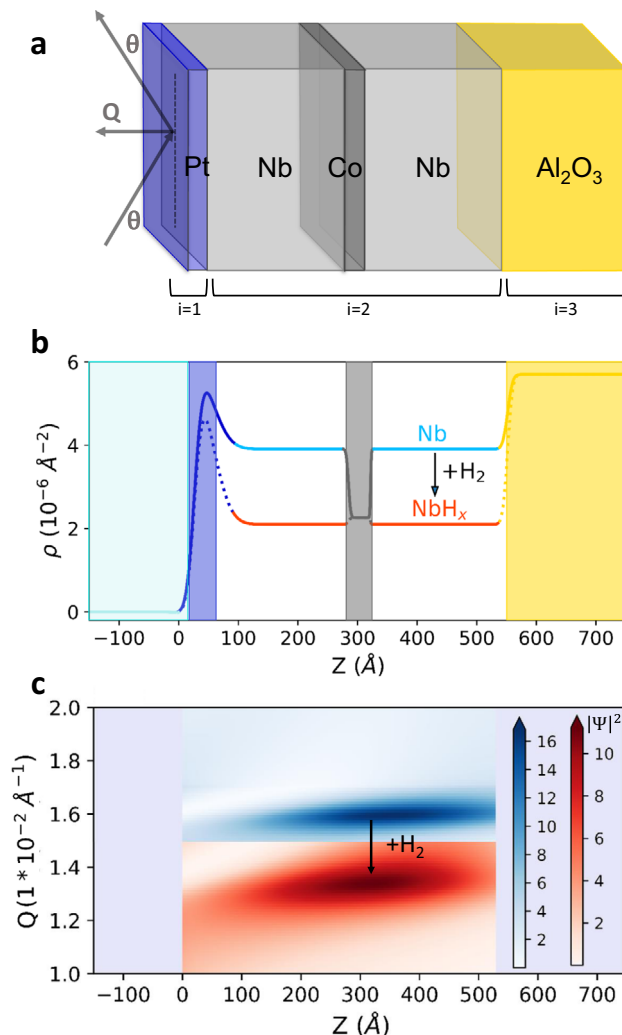 a
θ
Q
θ
Pt
Nb
Co
Nb
Al₂O₃
i=1
i=2
i=3
b
6
4
2
0
ρ (10⁻⁶ Å⁻²)
Nb
+H₂
NbHₓ
−100
0
100
200
300
400
500
600
700
Z (Å)
c
2.0
1.8
1.6
1.4
1.2
1.0
Q(1*10⁻² Å⁻¹)
+H₂
|Ψ|²
16
14
12
10
8
6
4
2
10
8
6
4
2
−100
0
100
200
300
400
500
600
700
Z (Å)